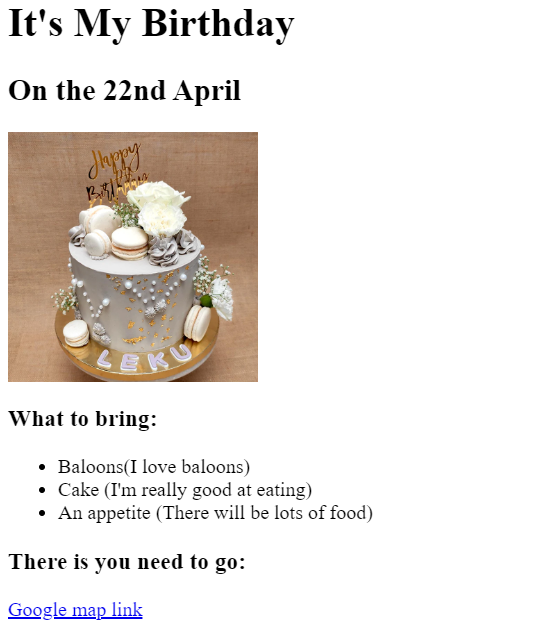 It's My Birthday
On the 22nd April
Happy
Birthday
LEKU
What to bring:
Baloons(I love baloons)
Cake (I'm really good at eating)
An appetite (There will be lots of food)
There is you need to go:
Google map link